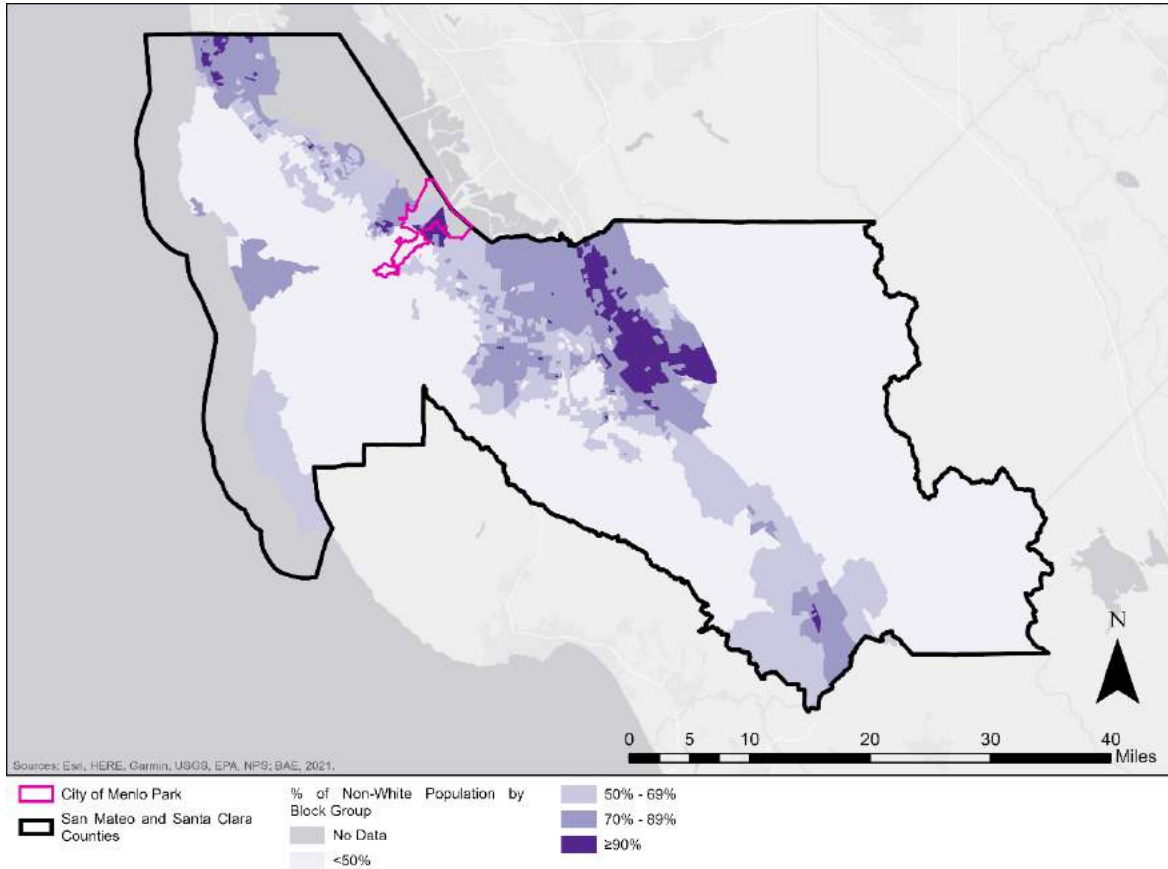 N
0 5 10 20 30 40
Miles
Sources: Esri, HERE, Garmin, USGS, EPA, NPS; BAE, 2021.
City of Menlo Park
San Mateo and Santa Clara
Counties
% of Non-White Population by
Block Group
No Data
<50%
50% - 69%
70% - 89%
≥90%